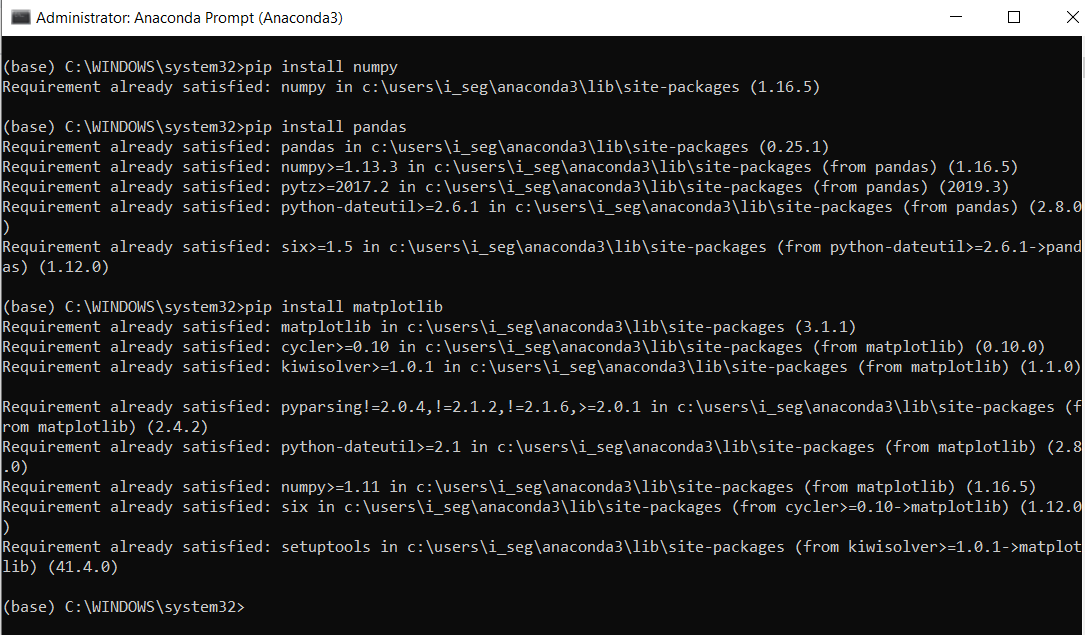 Administrator: Anaconda Prompt (Anaconda3)
(base) C:\WINDOWS\system32>pip install numpy
Requirement already satisfied: numpy in c:\users\i_seg\anaconda3\lib\site-packages (1.16.5)
(base) C:\WINDOWS\system32>pip install pandas
Requirement already satisfied: pandas in c:\users\i_seg\anaconda3\lib\site-packages (0.25.1)
Requirement already satisfied: numpy>=1.13.3 in c:\users\i_seg\anaconda3\lib\site-packages (from pandas) (1.16.5)
Requirement already satisfied: pytz>=2017.2 in c:\users\i_seg\anaconda3\lib\site-packages (from pandas) (2019.3)
Requirement already satisfied: python-dateutil>=2.6.1 in c:\users\i_seg\anaconda3\lib\site-packages (from pandas) (2.8.0
)
Requirement already satisfied: six>=1.5 in c:\users\i_seg\anaconda3\lib\site-packages (from python-dateutil>=2.6.1->pand
as) (1.12.0)
(base) C:\WINDOWS\system32>pip install matplotlib
Requirement already satisfied: matplotlib in c:\users\i_seg\anaconda3\lib\site-packages (3.1.1)
Requirement already satisfied: cycler>=0.10 in c:\users\i_seg\anaconda3\lib\site-packages (from matplotlib) (0.10.0)
Requirement already satisfied: kiwisolver>=1.0.1 in c:\users\i_seg\anaconda3\lib\site-packages (from matplotlib) (1.1.0)
Requirement already satisfied: pyparsing!=2.0.4,!=2.1.2,!=2.1.6,>=2.0.1 in c:\users\i_seg\anaconda3\lib\site-packages (f
rom matplotlib) (2.4.2)
Requirement already satisfied: python-dateutil>=2.1 in c:\users\i_seg\anaconda3\lib\site-packages (from matplotlib) (2.8
.0)
Requirement already satisfied: numpy>=1.11 in c:\users\i_seg\anaconda3\lib\site-packages (from matplotlib) (1.16.5)
Requirement already satisfied: six in c:\users\i_seg\anaconda3\lib\site-packages (from cycler>=0.10->matplotlib) (1.12.0
)
Requirement already satisfied: setuptools in c:\users\i_seg\anaconda3\lib\site-packages (from kiwisolver>=1.0.1->matplot
lib) (41.4.0)
(base) C:\WINDOWS\system32>